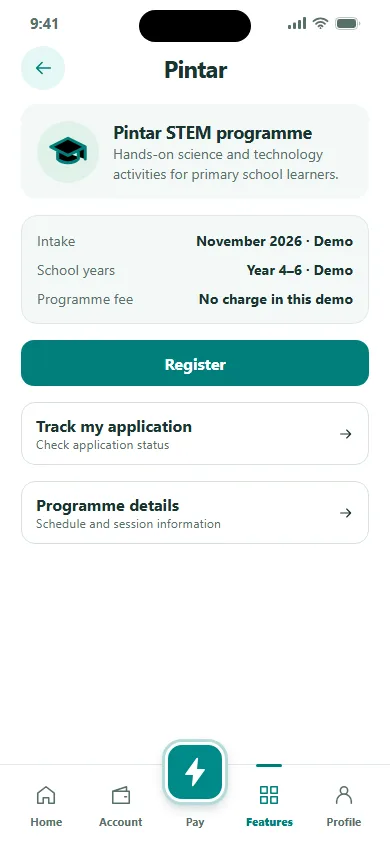 9:41
Pintar
Pintar STEM programme
Hands-on science and technology
activities for primary school learners.
Intake November 2026 · Demo
School years Year 4–6 · Demo
Programme fee No charge in this demo
Register
Track my application
Check application status
Programme details
Schedule and session information
Home Account Pay Features Profile